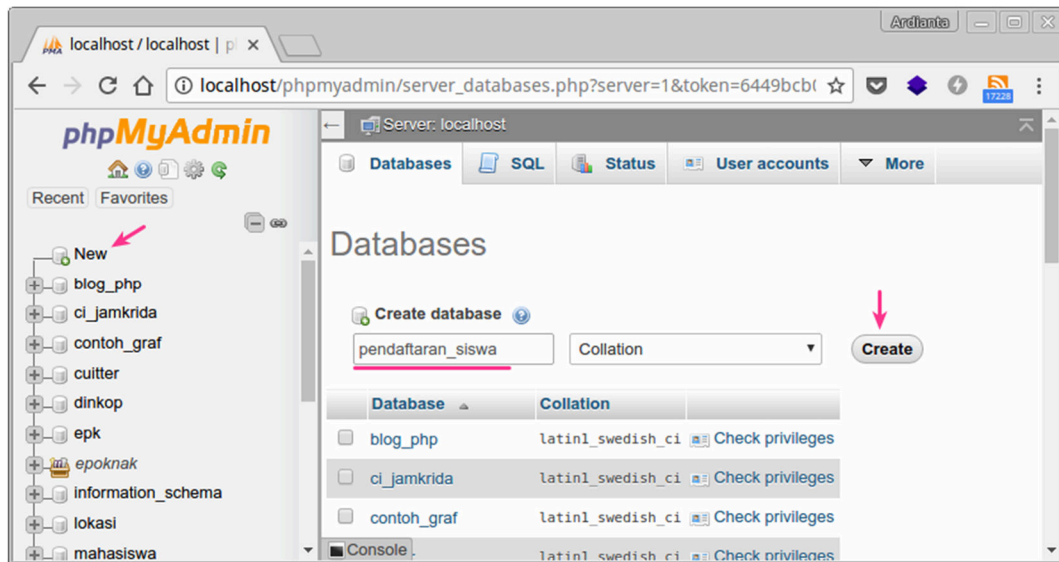 Ardianta
localhost / localhost | p
localhost/phpmyadmin/server_databases.php?server=1&token=6449bcb
17228
phpMyAdmin
Recent Favorites
New
blog_php
ci_jamkrida
contoh_graf
cuitter
dinkop
epk
epoknak
information_schema
lokasi
mahasiswa
Server: localhost
Databases SQL Status User accounts More
Databases
Create database
pendaftaran_siswa Collation Create
Database Collation
blog_php latin1_swedish_ci Check privileges
ci_jamkrida latin1_swedish_ci Check privileges
contoh_graf latin1_swedish_ci Check privileges
latin1_swedish_ci Check privileges
Console